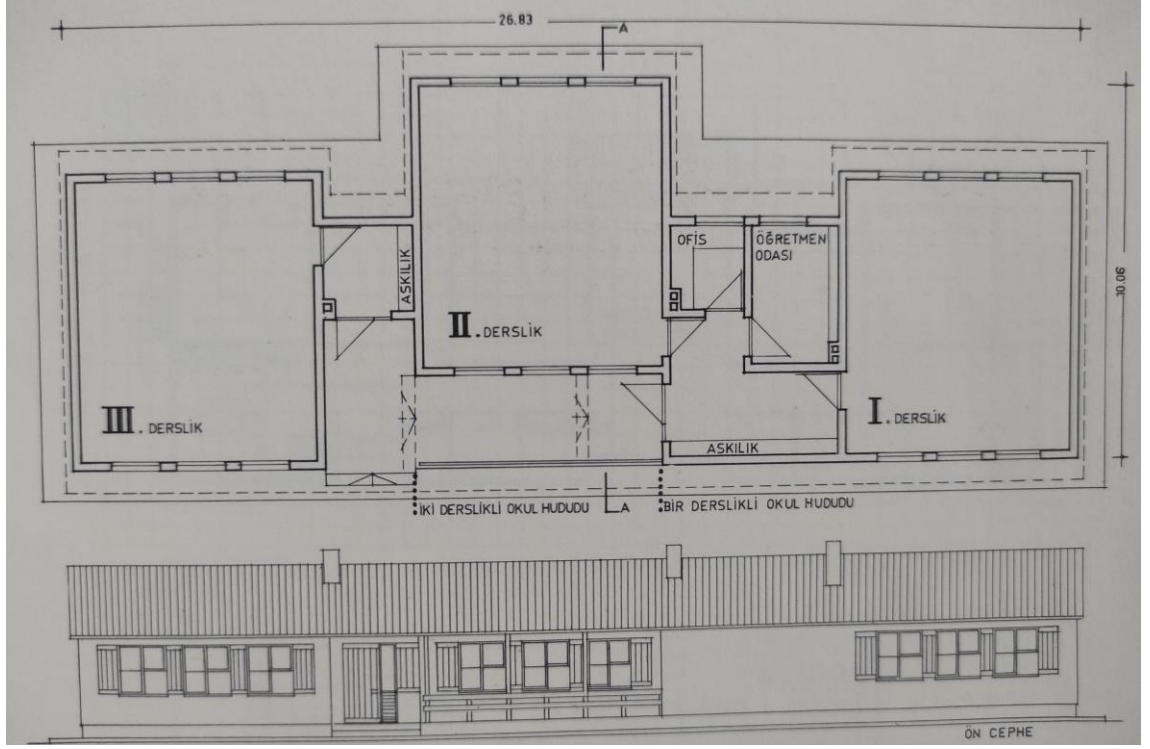 26.83
A
10.06
OFİS
ÖĞRETMEN
ODASI
ASKILIK
II. DERSLİK
III. DERSLİK
I. DERSLİK
ASKILIK
İKİ DERSLİKLİ OKUL HUDUDU
A
BİR DERSLİKLİ OKUL HUDUDU
ÖN CEPHE